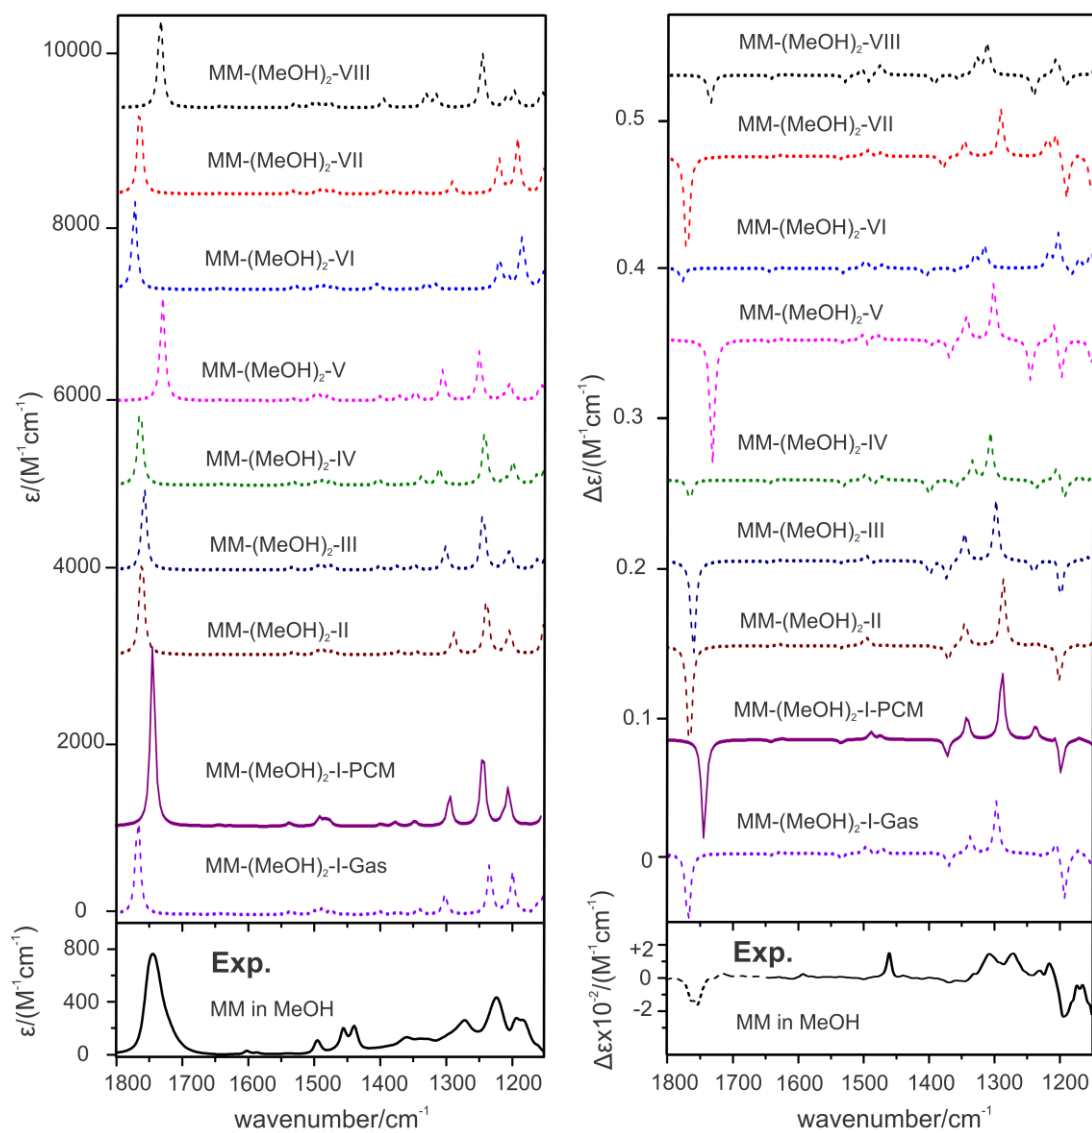 10000
MM-(MeOH)₂-VIII
MM-(MeOH)₂-VII
8000
MM-(MeOH)₂-VI
MM-(MeOH)₂-V
6000
ε/(M⁻¹cm⁻¹)
MM-(MeOH)₂-IV
MM-(MeOH)₂-III
4000
MM-(MeOH)₂-II
2000
MM-(MeOH)₂-I-PCM
MM-(MeOH)₂-I-Gas
0
ε/(M⁻¹cm⁻¹)
800
Exp.
400
MM in MeOH
0
1800 1700 1600 1500 1400 1300 1200
wavenumber/cm⁻¹
MM-(MeOH)₂-VIII
0.5
MM-(MeOH)₂-VII
MM-(MeOH)₂-VI
0.4
MM-(MeOH)₂-V
0.3
Δε/(M⁻¹cm⁻¹)
MM-(MeOH)₂-IV
MM-(MeOH)₂-III
0.2
MM-(MeOH)₂-II
MM-(MeOH)₂-I-PCM
0.1
MM-(MeOH)₂-I-Gas
0
Δεx10⁻²/(M⁻¹cm⁻¹)
+2
Exp.
0
-2
MM in MeOH
1800 1700 1600 1500 1400 1300 1200
wavenumber/cm⁻¹